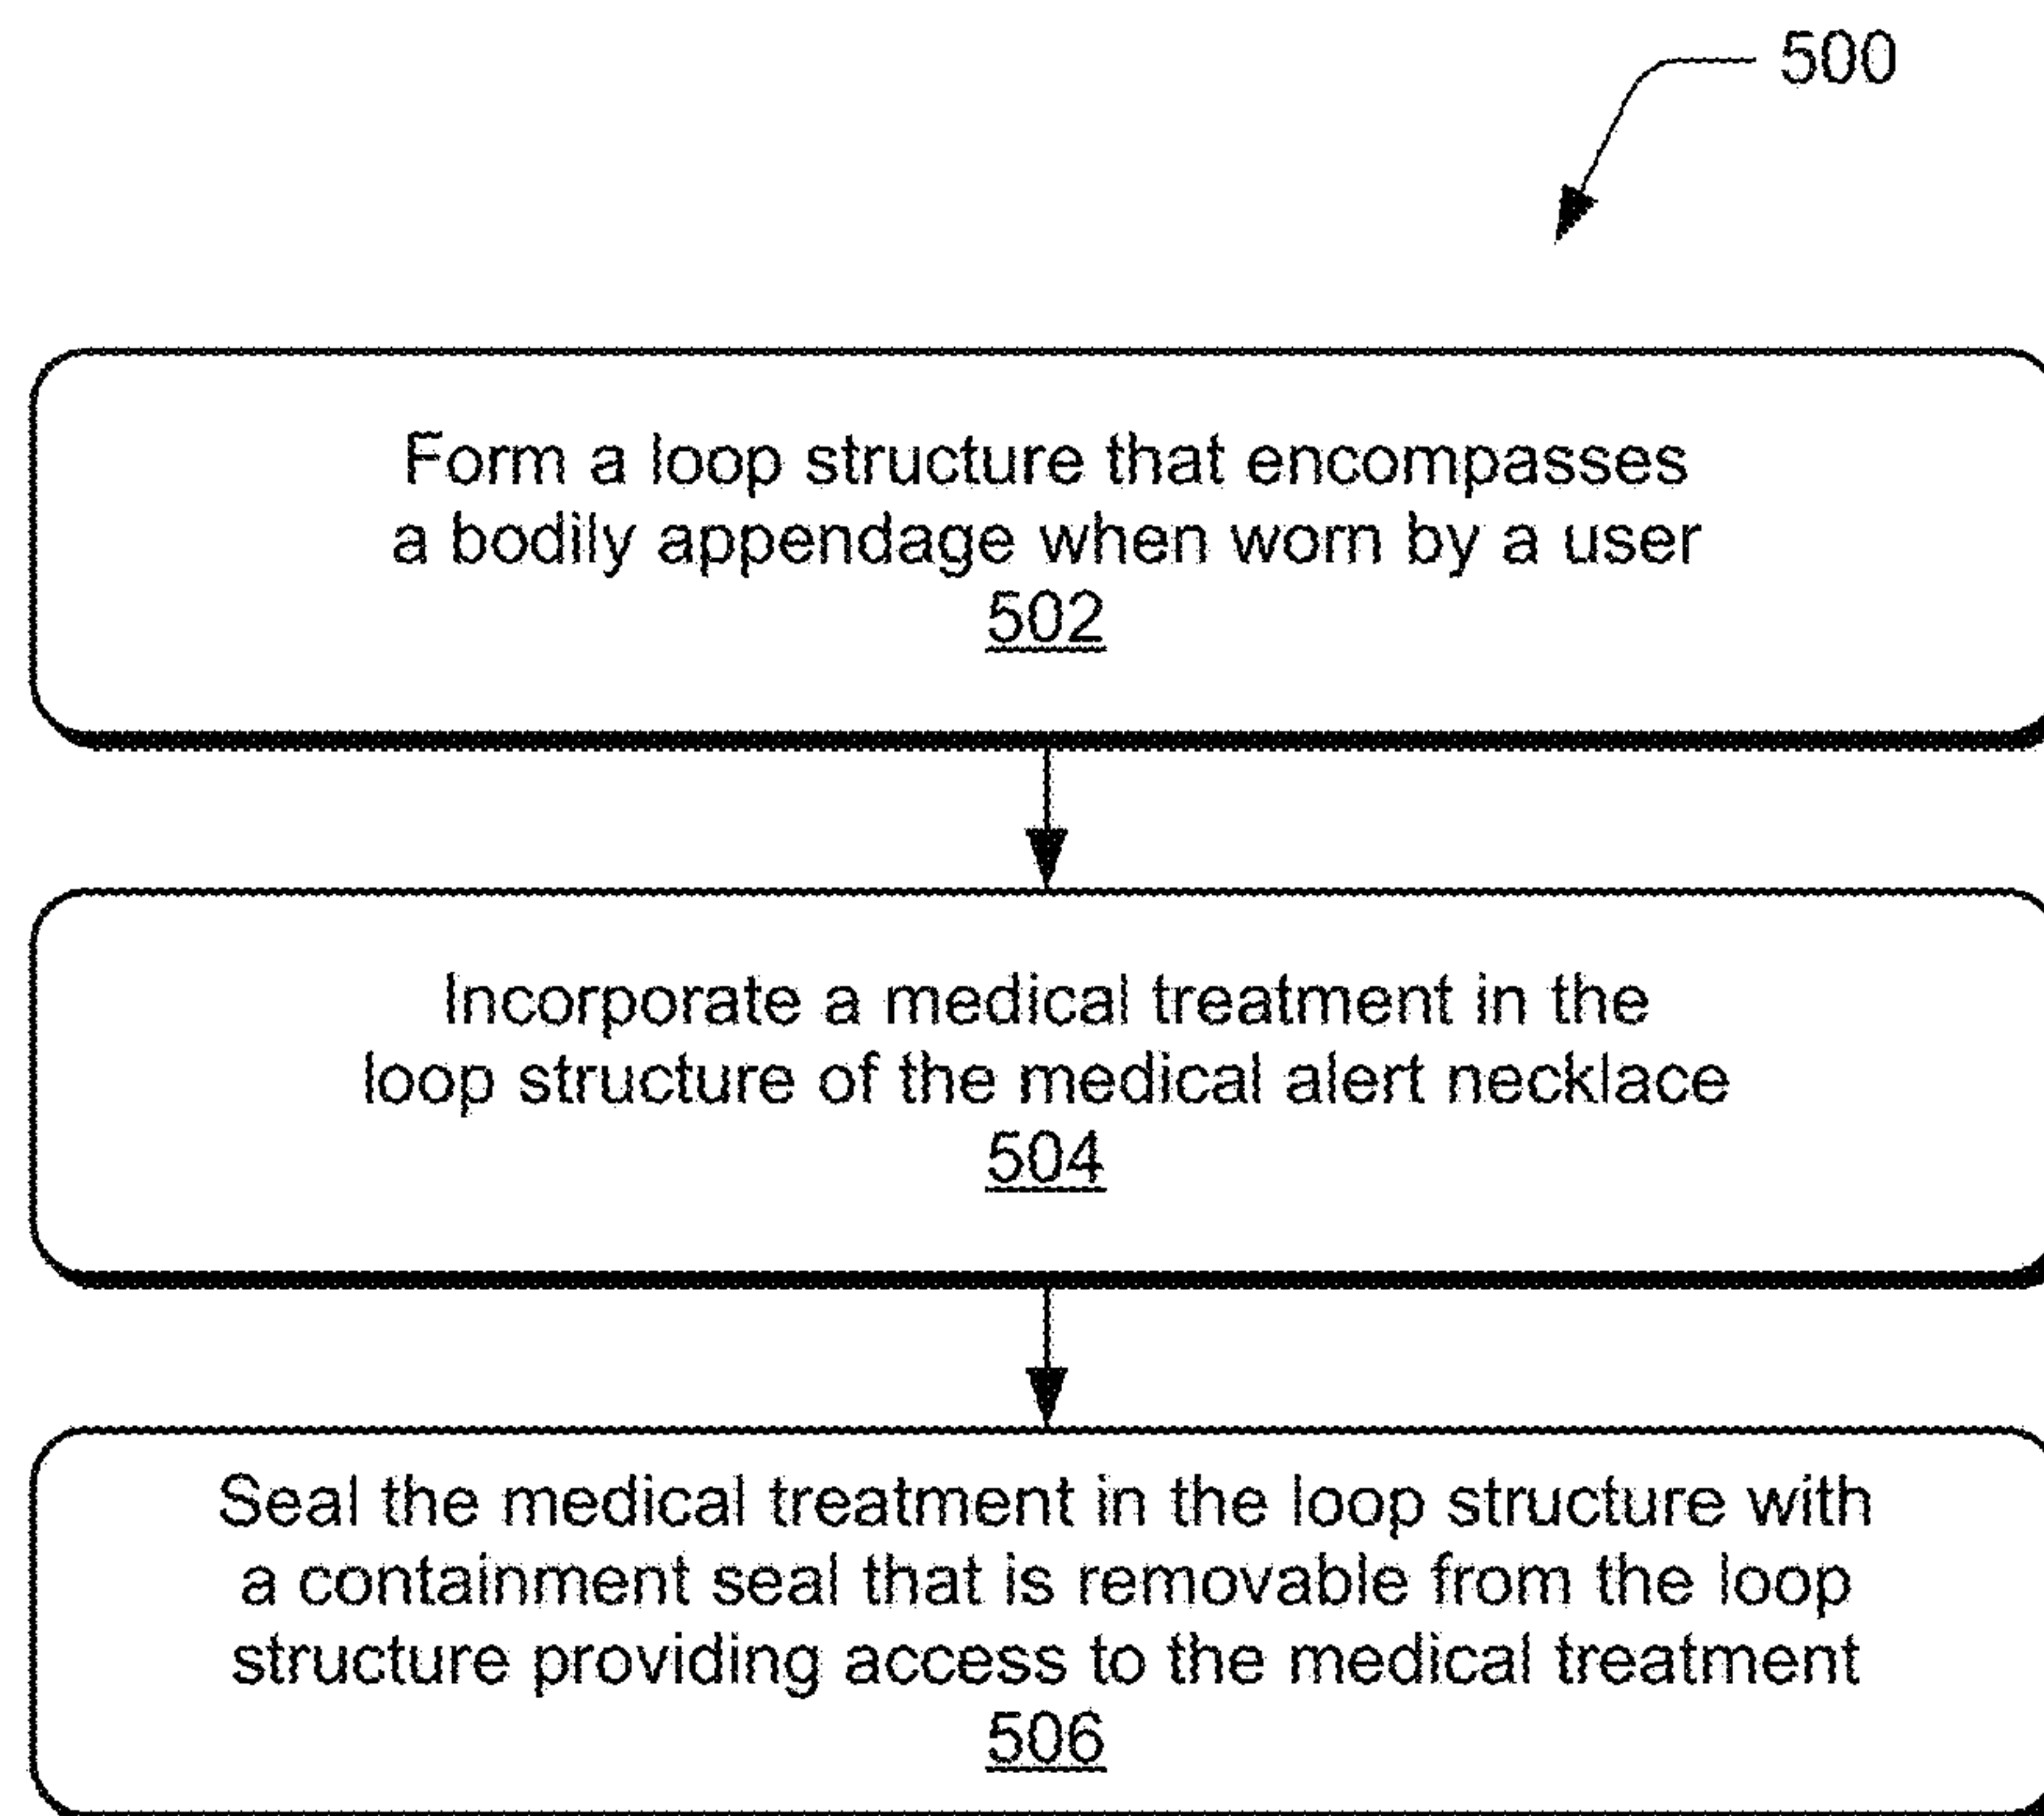 500
Form a loop structure that encompasses
a bodily appendage when worn by a user
502
Incorporate a medical treatment in the
loop structure of the medical alert necklace
504
Seal the medical treatment in the loop structure with
a containment seal that is removable from the loop
structure providing access to the medical treatment
506